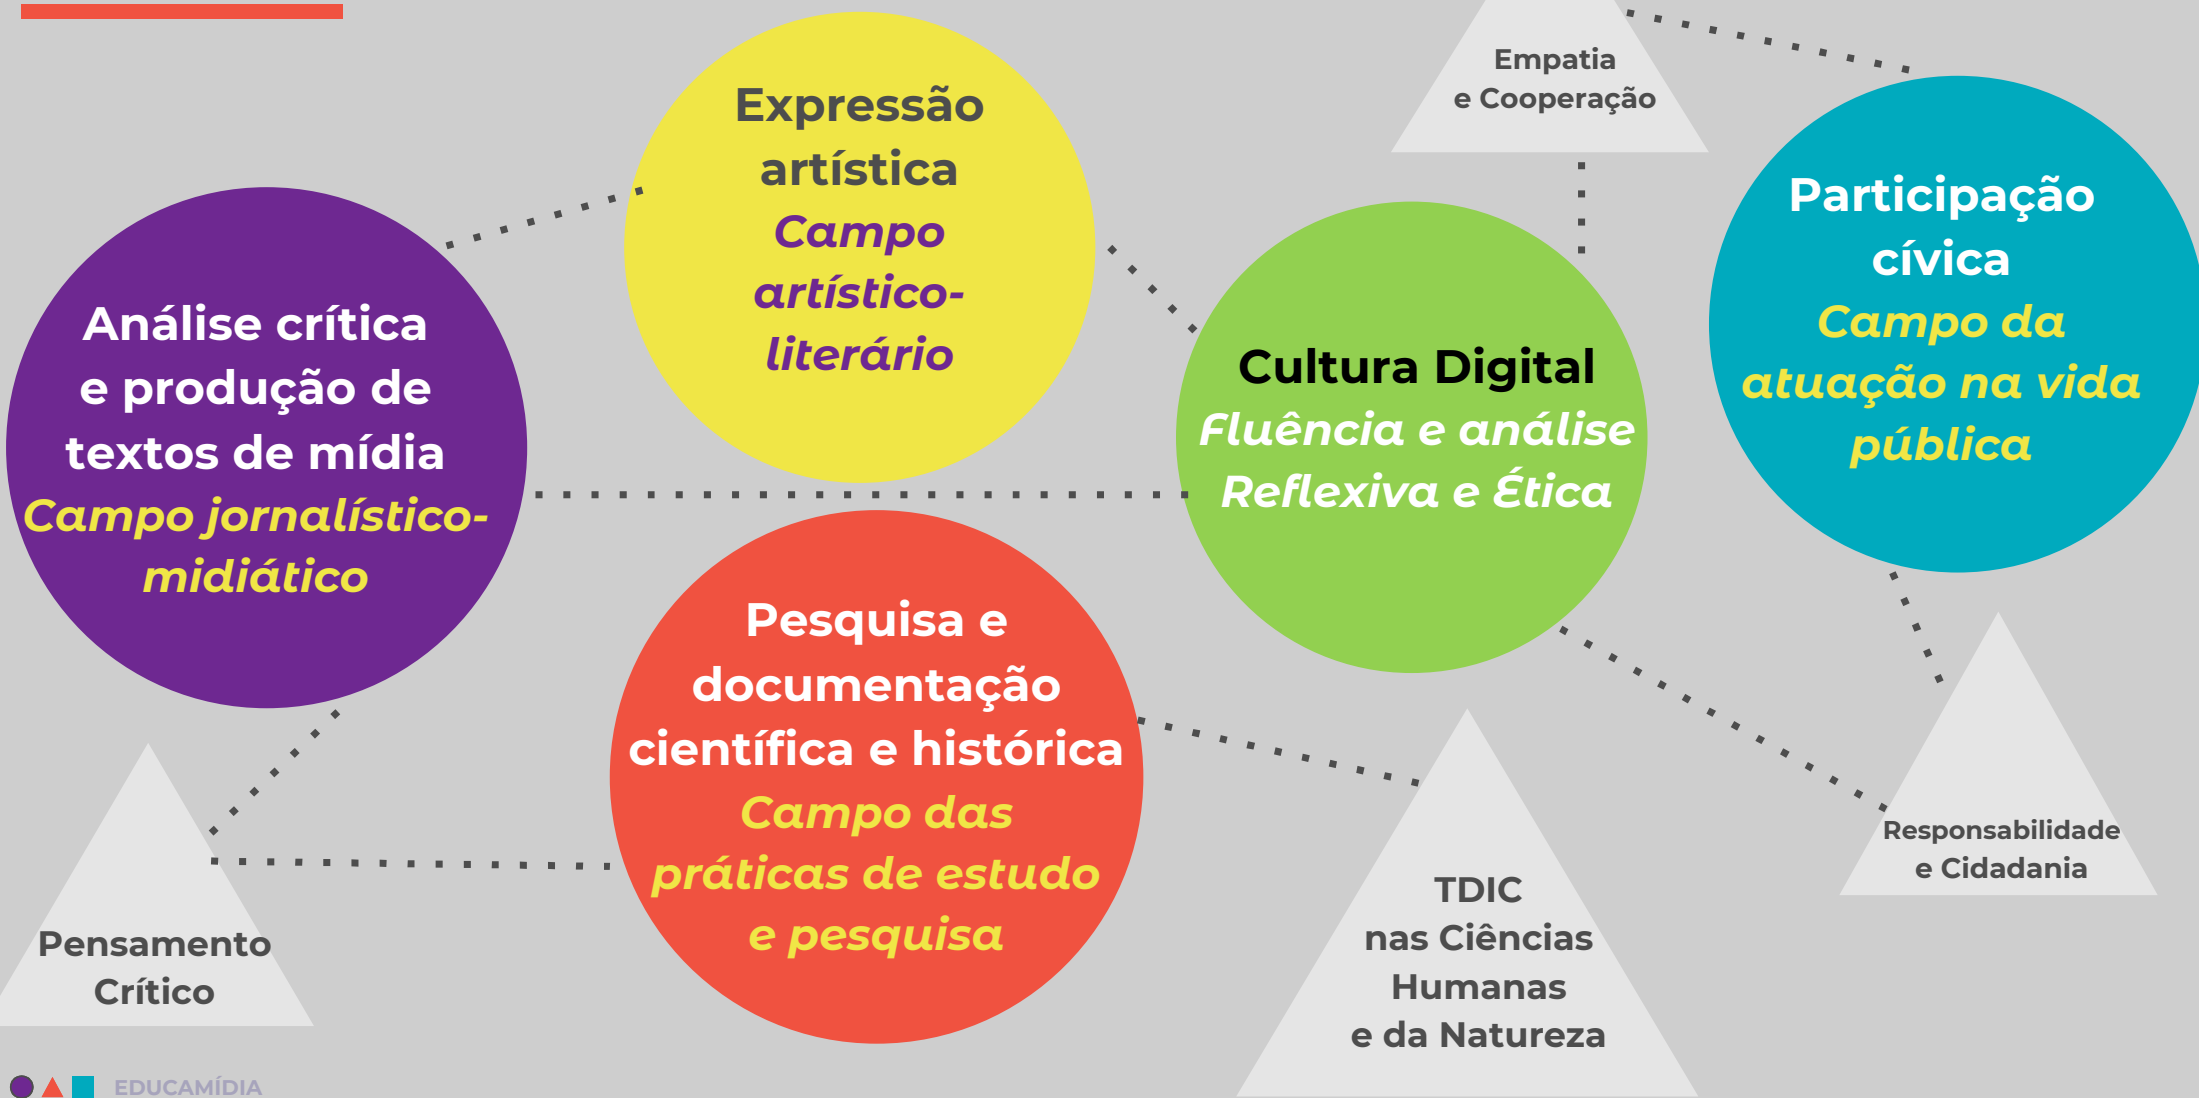 Análise crítica
e produção de
textos de mídia
Campo jornalístico-
midiático
Expressão
artística
Campo
artístico-
literário
Pesquisa e
documentação
científica e histórica
Campo das
práticas de estudo
e pesquisa
Cultura Digital
Fluência e análise
Reflexiva e Ética
Empatia
e Cooperação
Participação
cívica
Campo da
atuação na vida
pública
Pensamento
Crítico
TDIC
nas Ciências
Humanas
e da Natureza
Responsabilidade
e Cidadania
EDUCAMÍDIA